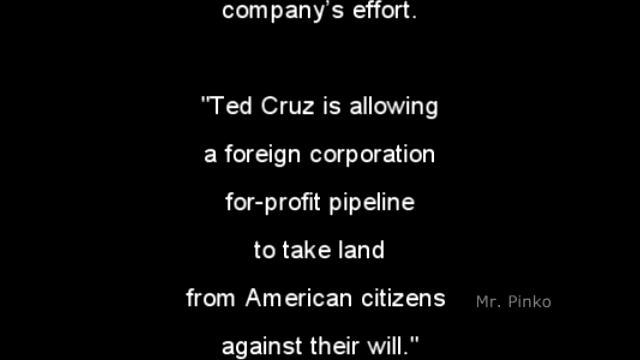 company's effort.
"Ted Cruz is allowing
a foreign corporation
for-profit pipeline
to take land
from American citizens
Mr. Pinko
against their will."